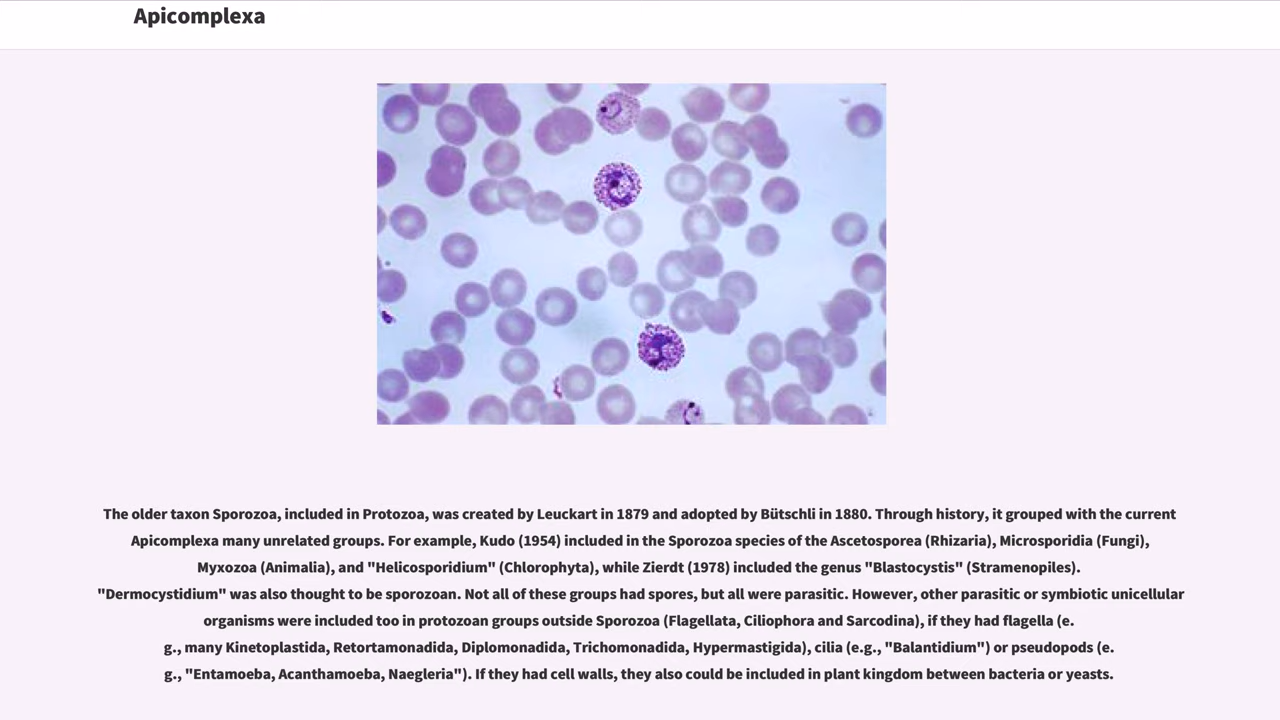 Apicomplexa
The older taxon Sporozoa, included in Protozoa, was created by Leuckart in 1879 and adopted by Bütschli in 1880. Through history, it grouped with the current
Apicomplexa many unrelated groups. For example, Kudo (1954) included in the Sporozoa species of the Ascetosporea (Rhizaria), Microsporidia (Fungi),
Myxozoa (Animalia), and "Helicosporidium" (Chlorophyta), while Zierdt (1978) included the genus "Blastocystis" (Stramenopiles).
"Dermocystidium" was also thought to be sporozoan. Not all of these groups had spores, but all were parasitic. However, other parasitic or symbiotic unicellular
organisms were included too in protozoan groups outside Sporozoa (Flagellata, Ciliophora and Sarcodina), if they had flagella (e.
g., many Kinetoplastida, Retortamonadida, Diplomonadida, Trichomonadida, Hypermastigida), cilia (e.g., "Balantidium") or pseudopods (e.
g., "Entamoeba, Acanthamoeba, Naegleria"). If they had cell walls, they also could be included in plant kingdom between bacteria or yeasts.